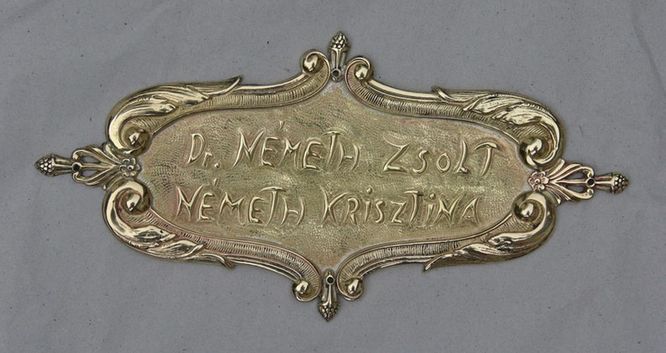 Dr. NÉMETH ZSOLT
NÉMETH KRISZTINA